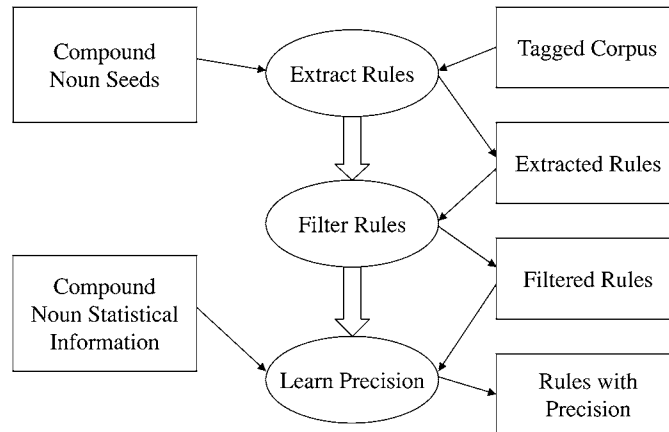 Compound
Noun Seeds
Extract Rules
Tagged Corpus
Extracted Rules
Filter Rules
Compound
Noun Statistical
Information
Filtered Rules
Learn Precision
Rules with
Precision